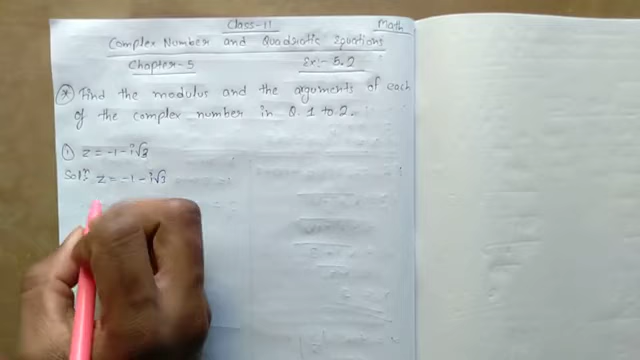 Class-11 Math
Complex Number and Quadratic Equations
Chapter-5 Ex:- 5.2
* Find the modulus and the arguments of each
of the complex number in Q. 1 to 2.
① z = -1 - i√3
Solⁿ: z = -1 - i√3